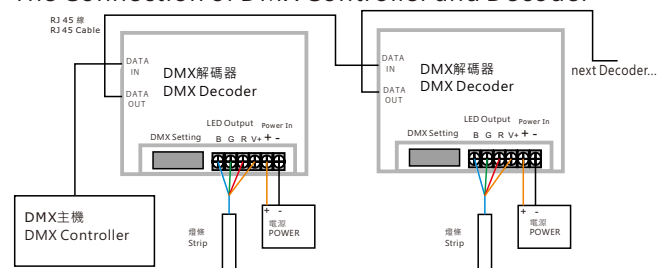 The Connection of DMX Controller and Decoder
RJ 45 線
RJ 45 Cable
DATA
IN
DATA
OUT
DMX解碼器
DMX Decoder
LED Output Power In
DMX Setting B G R V+ + -
DMX主機
DMX Controller
燈條
Strip
+ -
電源
POWER
DATA
IN
DATA
OUT
DMX解碼器
DMX Decoder
LED Output Power In
DMX Setting B G R V+ + -
燈條
Strip
+ -
電源
POWER
next Decoder...